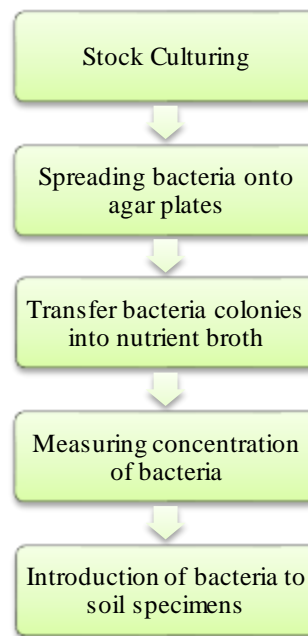 Stock Culturing
Spreading bacteria onto
agar plates
Transfer bacteria colonies
into nutrient broth
Measuring concentration
of bacteria
Introduction of bacteria to
soil specimens